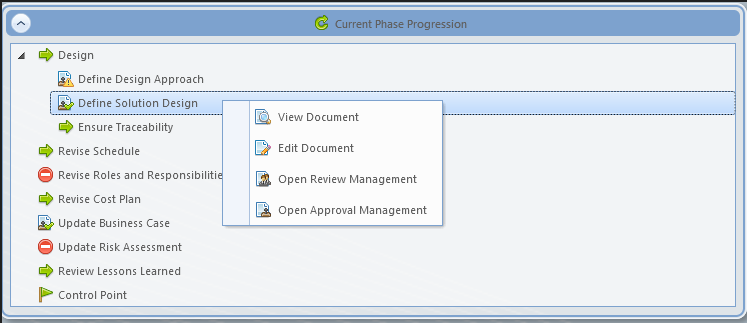 Current Phase Progression
Design
Define Design Approach
Define Solution Design
Ensure Traceability
Revise Schedule
Revise Roles and Responsibilitie
Revise Cost Plan
Update Business Case
Update Risk Assessment
Review Lessons Learned
Control Point
View Document
Edit Document
Open Review Management
Open Approval Management